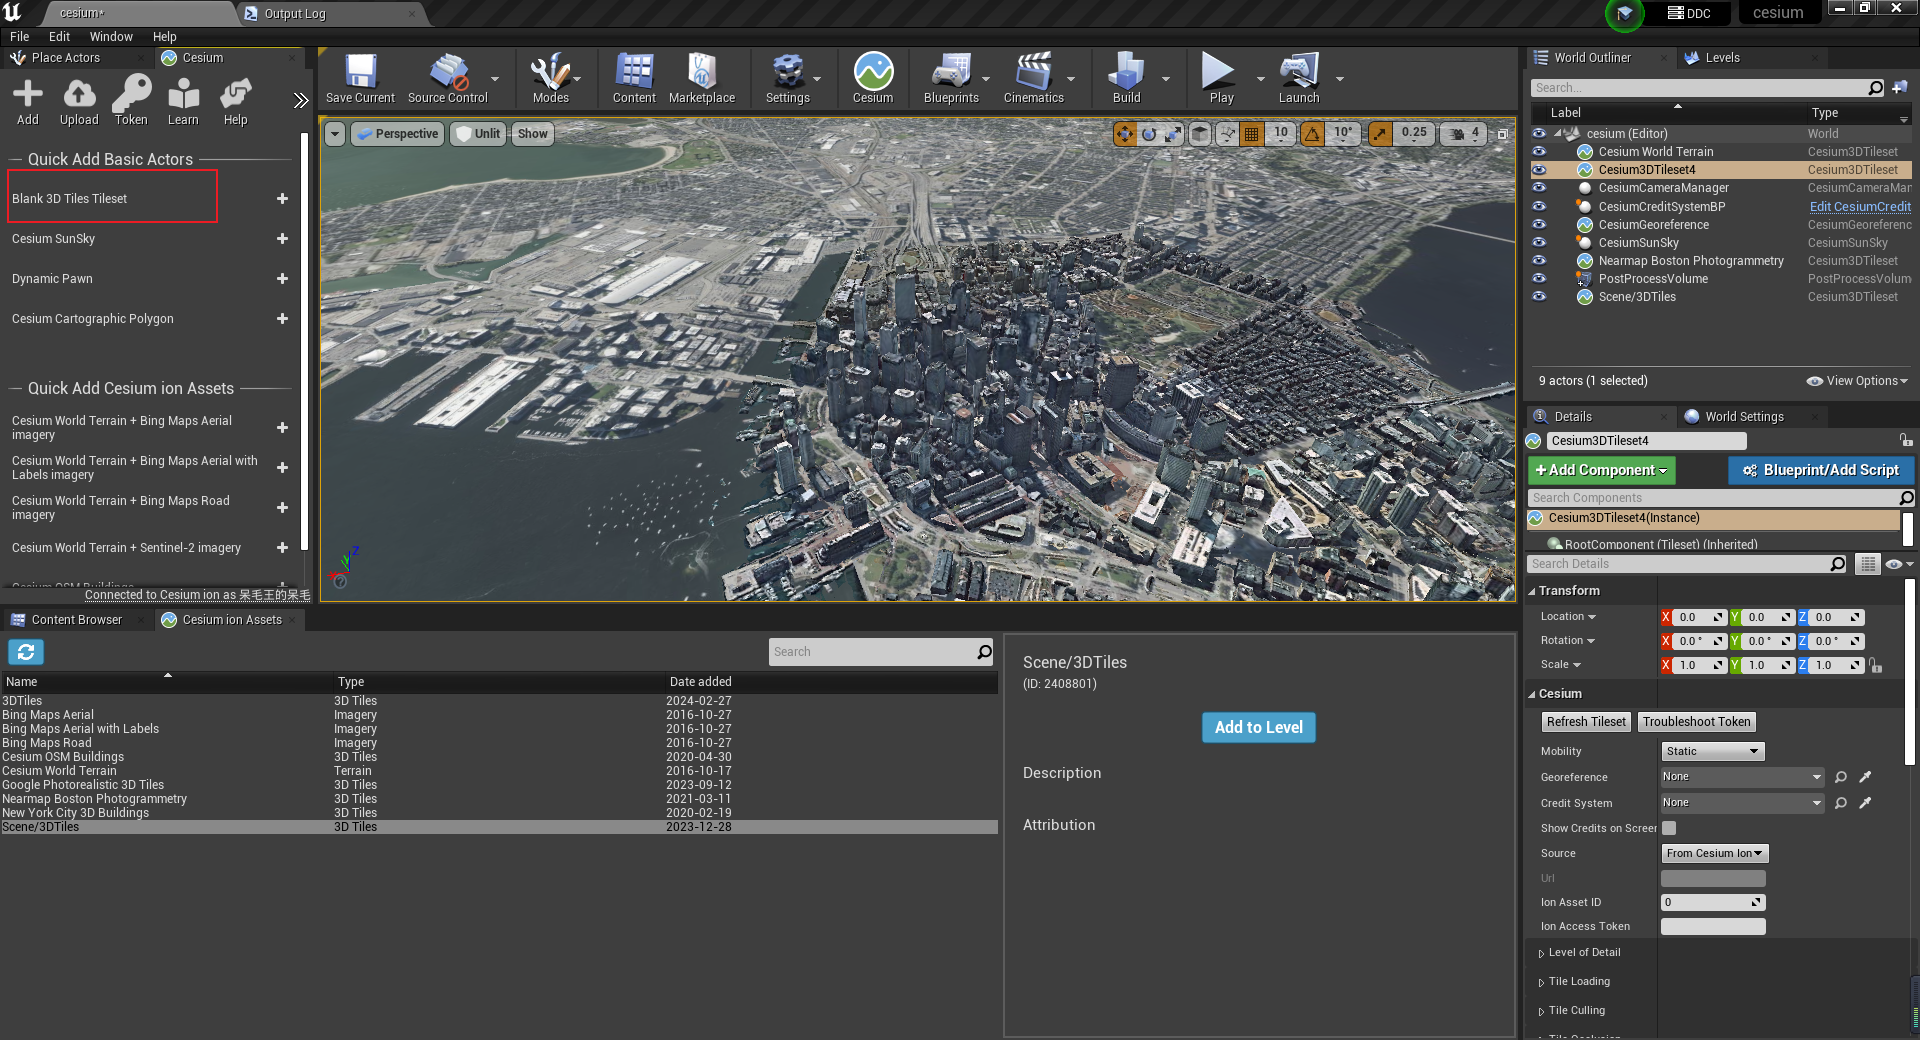 cesium*
Output Log
DDC
cesium
File Edit Window Help
Place Actors
Cesium
Add Upload Token Learn Help
Quick Add Basic Actors
Blank 3D Tiles Tileset
Cesium SunSky
Dynamic Pawn
Cesium Cartographic Polygon
Quick Add Cesium ion Assets
Cesium World Terrain + Bing Maps Aerial
imagery
Cesium World Terrain + Bing Maps Aerial with
Labels imagery
Cesium World Terrain + Bing Maps Road
imagery
Cesium World Terrain + Sentinel-2 imagery
Cesium OSM Buildings
Connected to Cesium ion as 呆毛王的呆毛
Save Current Source Control Modes Content Marketplace Settings Cesium Blueprints Cinematics Build Play Launch
Perspective Unlit Show
10 10° 0.25 4
Z
World Outliner
Levels
Search...
Label Type
cesium (Editor) World
Cesium World Terrain Cesium3DTileset
Cesium3DTileset4 Cesium3DTileset
CesiumCameraManager CesiumCameraMan
CesiumCreditSystemBP Edit CesiumCredit
CesiumGeoreference CesiumGeoreferenc
CesiumSunSky CesiumSunSky
Nearmap Boston Photogrammetry Cesium3DTileset
PostProcessVolume PostProcessVolum
Scene/3DTiles Cesium3DTileset
9 actors (1 selected) View Options
Details
World Settings
Cesium3DTileset4
+Add Component Blueprint/Add Script
Search Components
Cesium3DTileset4(Instance)
RootComponent (Tileset) (Inherited)
Search Details
Transform
Location X 0.0 Y 0.0 Z 0.0
Rotation X 0.0 ° Y 0.0 ° Z 0.0 °
Scale X 1.0 Y 1.0 Z 1.0
Cesium
Refresh Tileset Troubleshoot Token
Mobility Static
Georeference None
Credit System None
Show Credits on Screer
Source From Cesium Ion
Url
Ion Asset ID 0
Ion Access Token
Level of Detail
Tile Loading
Tile Culling
Content Browser
Cesium ion Assets
Search
Name Type Date added
3DTiles 3D Tiles 2024-02-27
Bing Maps Aerial Imagery 2016-10-27
Bing Maps Aerial with Labels Imagery 2016-10-27
Bing Maps Road Imagery 2016-10-27
Cesium OSM Buildings 3D Tiles 2020-04-30
Cesium World Terrain Terrain 2016-10-17
Google Photorealistic 3D Tiles 3D Tiles 2023-09-12
Nearmap Boston Photogrammetry 3D Tiles 2021-03-11
New York City 3D Buildings 3D Tiles 2020-02-19
Scene/3DTiles 3D Tiles 2023-12-28
Scene/3DTiles
(ID: 2408801)
Add to Level
Description
Attribution